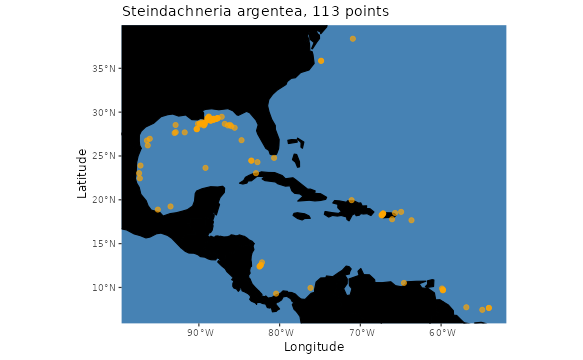 Steindachneria argentea, 113 points
35°N
30°N
25°N
20°N
15°N
10°N
Latitude
90°W
80°W
70°W
60°W
Longitude